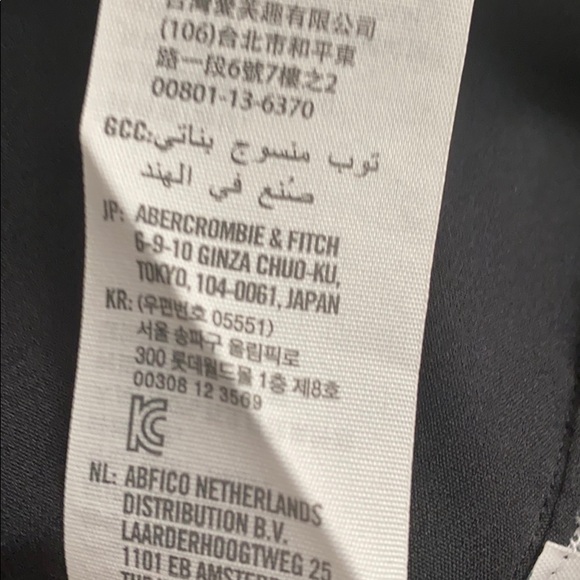 台灣愛芙趣有限公司
(106)台北市和平東
路一段6號7樓之2
00801-13-6370
GCC: ثوب منسوج بناتي
صُنع في الهند
JP: ABERCROMBIE & FITCH
6-9-10 GINZA CHUO-KU,
TOKYO, 104-0061, JAPAN
KR: (우편번호 05551)
서울 송파구 올림픽로
300 롯데월드몰 1층 제8호
00308 12 3569
KC
NL: ABFICO NETHERLANDS
DISTRIBUTION B.V.
LAARDERHOOGTWEG 25
1101 EB